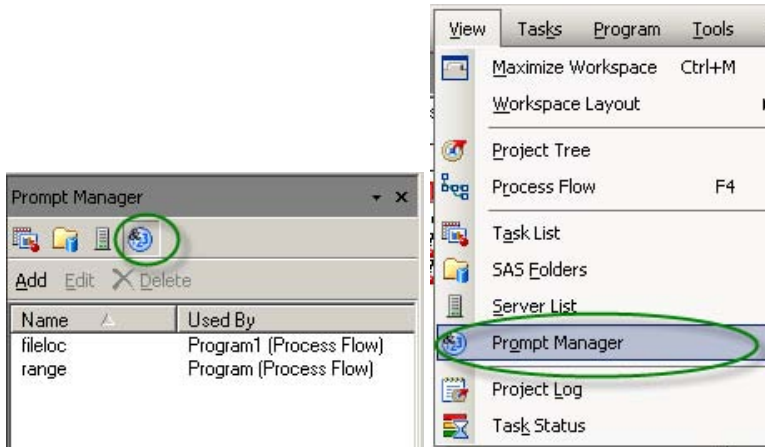 Prompt Manager
Add Edit Delete
Name Used By
fileloc Program1 (Process Flow)
range Program (Process Flow)
View Tasks Program Tools
Maximize Workspace Ctrl+M
Workspace Layout
Project Tree
Process Flow F4
Task List
SAS Folders
Server List
Prompt Manager
Project Log
Task Status